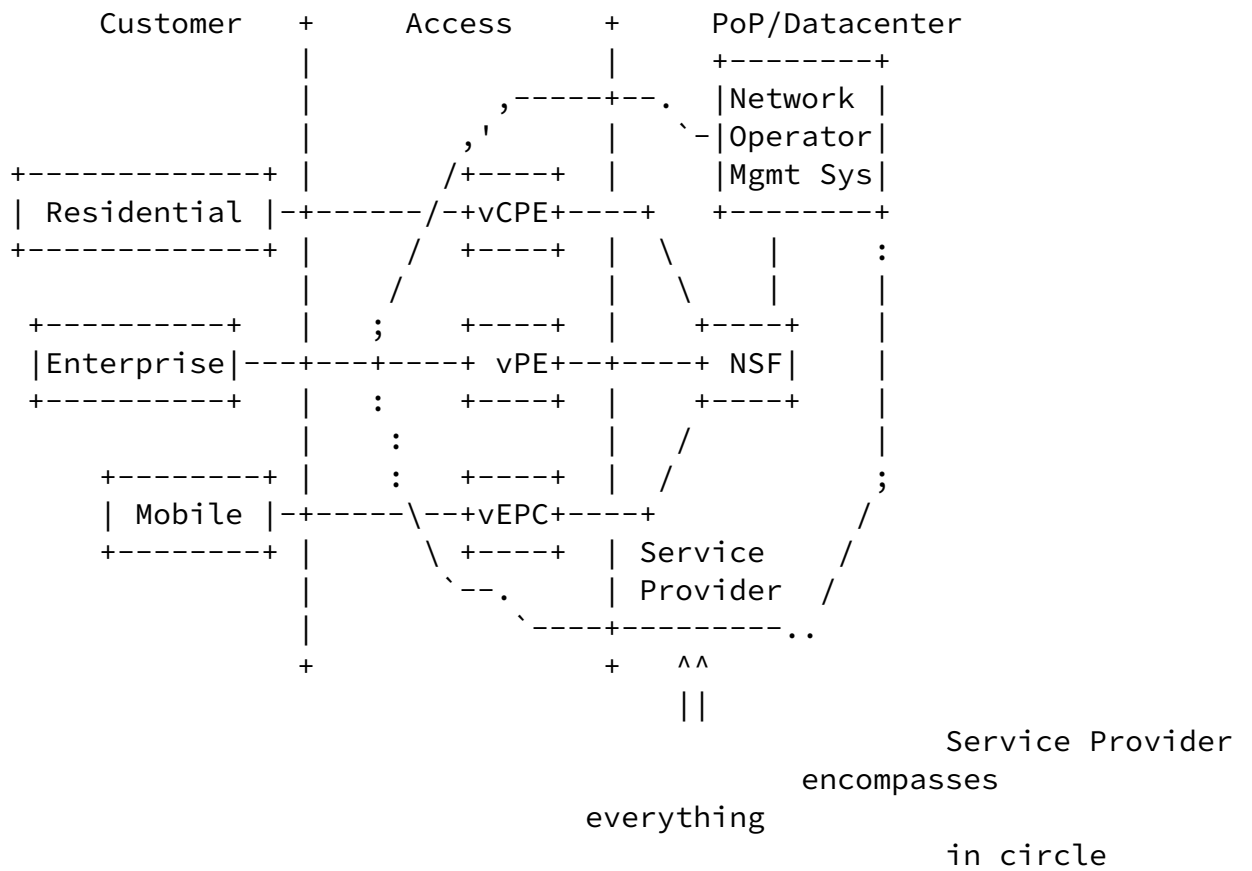 Customer + Access + PoP/Datacenter
Network
Operator
Mgmt Sys
Residential vCPE
Enterprise vPE NSF
Mobile vEPC
Service
Provider
Service Provider
encompasses
everything
in circle